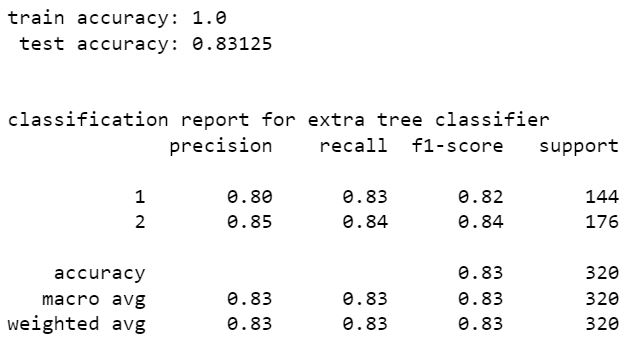 train accuracy: 1.0
test accuracy: 0.83125
classification report for extra tree classifier
precision recall f1-score support
1 0.80 0.83 0.82 144
2 0.85 0.84 0.84 176
accuracy 0.83 320
macro avg 0.83 0.83 0.83 320
weighted avg 0.83 0.83 0.83 320